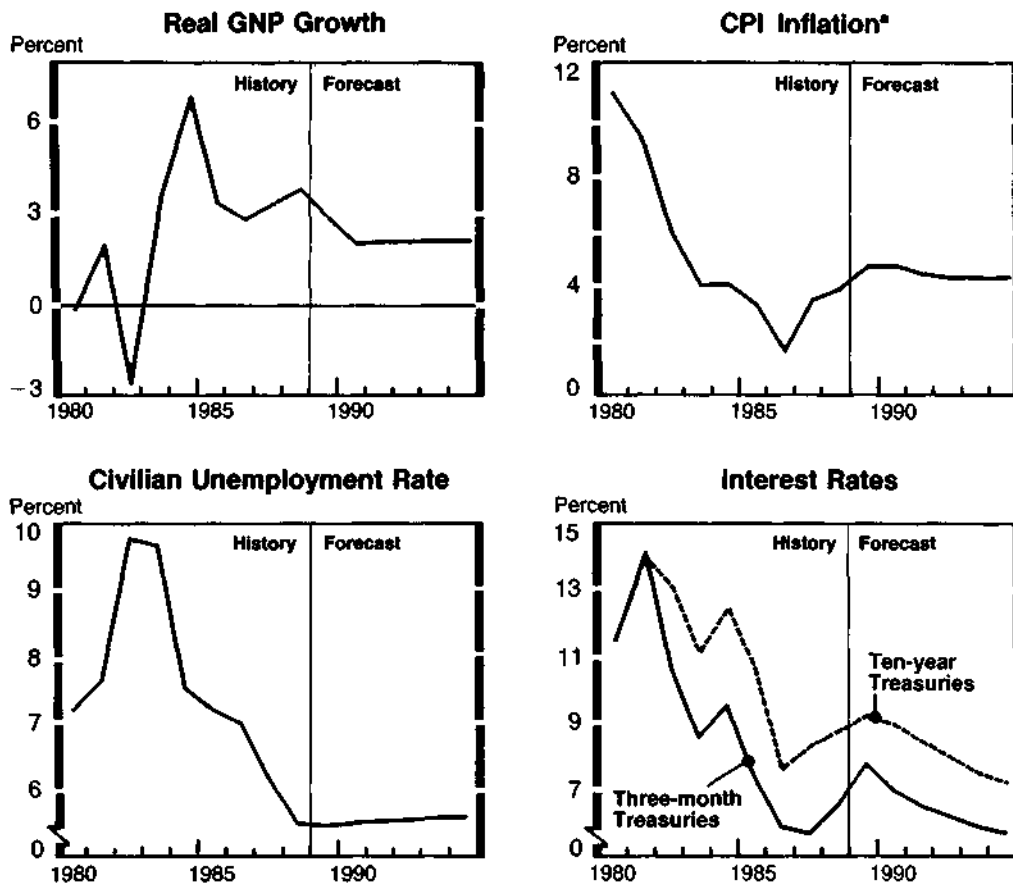 Real GNP Growth
Percent
History
Forecast
6
3
0
−3
1980
1985
1990
CPI Inflationᵃ
Percent
12
History
Forecast
8
4
0
1980
1985
1990
Civilian Unemployment Rate
Percent
10
History
Forecast
9
8
7
6
0
1980
1985
1990
Interest Rates
Percent
15
History
Forecast
13
11
Ten-year
Treasuries
9
7
Three-month
Treasuries
0
1980
1985
1990